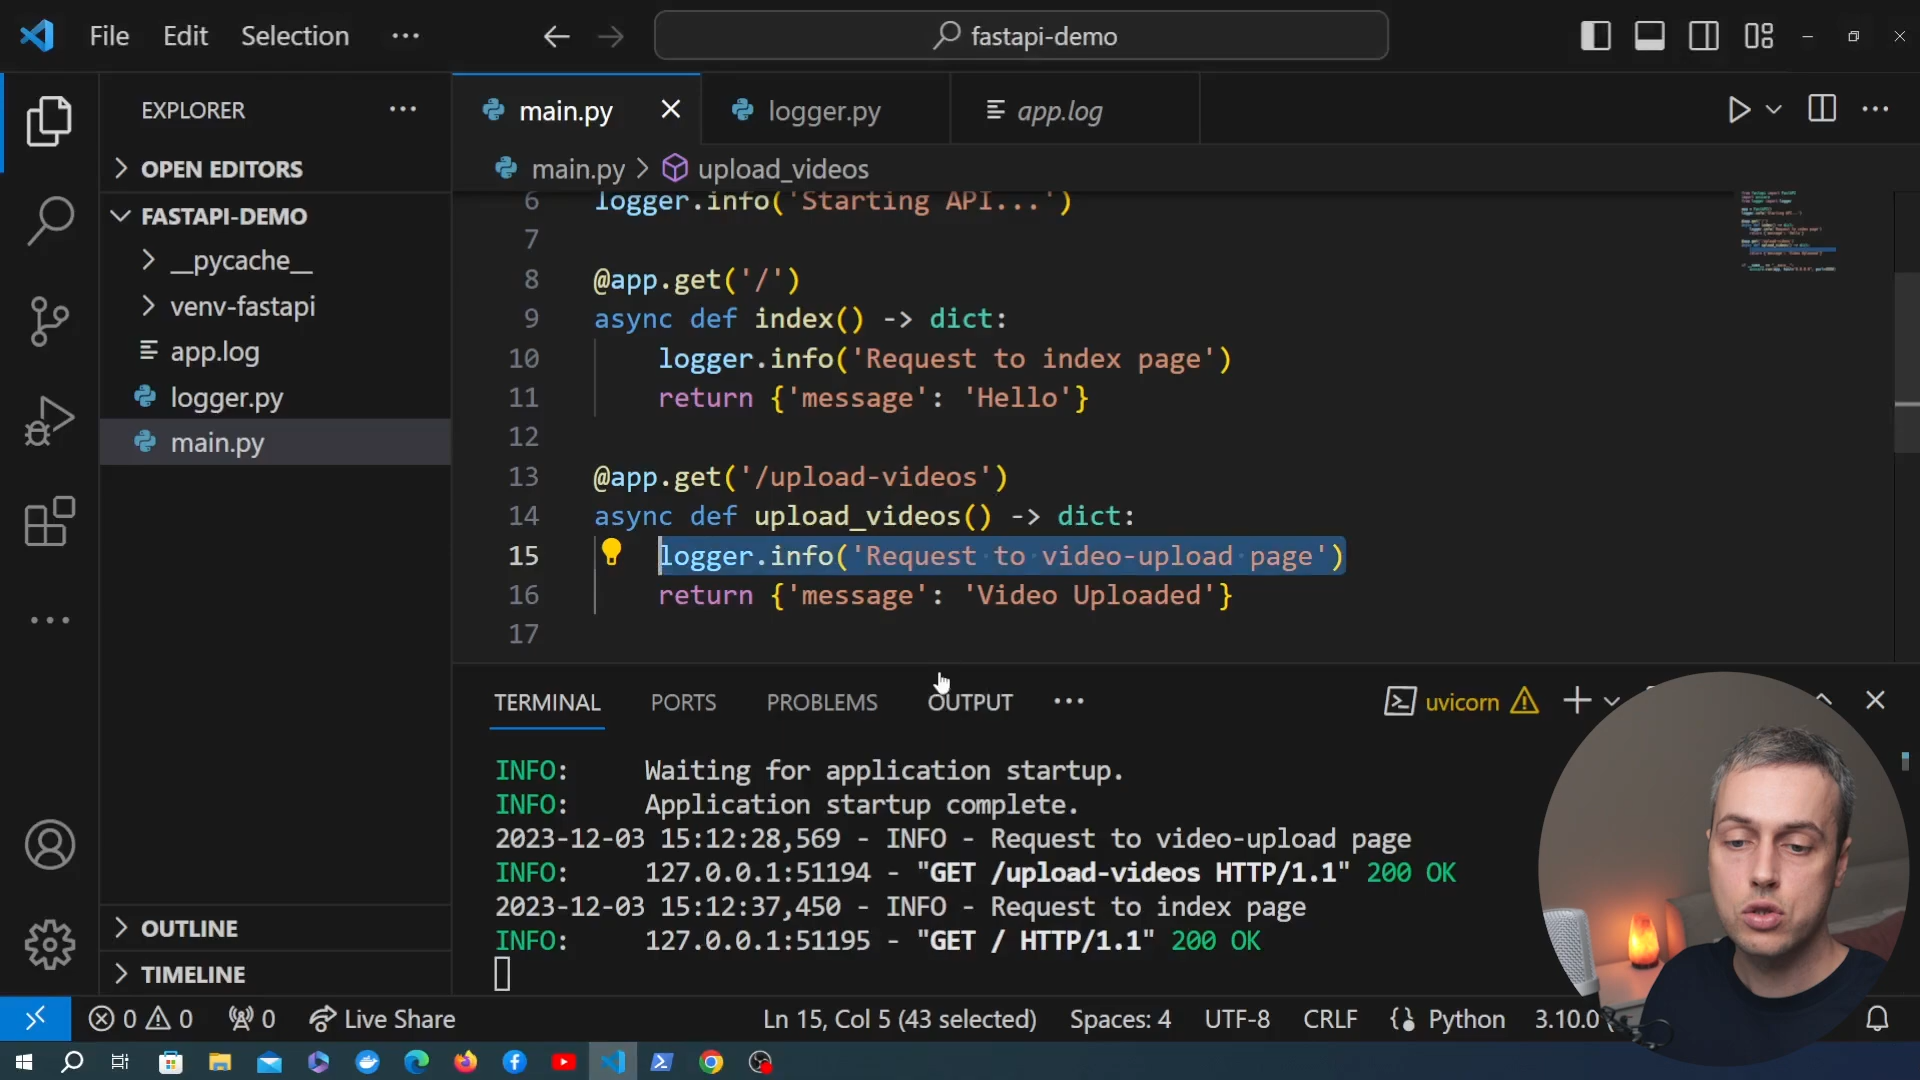 File Edit Selection ...
fastapi-demo
EXPLORER ...
OPEN EDITORS
FASTAPI-DEMO
__pycache__
venv-fastapi
app.log
logger.py
main.py
OUTLINE
TIMELINE
main.py
logger.py
app.log
main.py > upload_videos
6 logger.info('Starting API...')
7
8 @app.get('/')
9 async def index() -> dict:
10 logger.info('Request to index page')
11 return {'message': 'Hello'}
12
13 @app.get('/upload-videos')
14 async def upload_videos() -> dict:
15 logger.info('Request to video-upload page')
16 return {'message': 'Video Uploaded'}
17
TERMINAL PORTS PROBLEMS OUTPUT ...
uvicorn
INFO: Waiting for application startup.
INFO: Application startup complete.
2023-12-03 15:12:28,569 - INFO - Request to video-upload page
INFO: 127.0.0.1:51194 - "GET /upload-videos HTTP/1.1" 200 OK
2023-12-03 15:12:37,450 - INFO - Request to index page
INFO: 127.0.0.1:51195 - "GET / HTTP/1.1" 200 OK
0 0 0 Live Share Ln 15, Col 5 (43 selected) Spaces: 4 UTF-8 CRLF Python 3.10.0